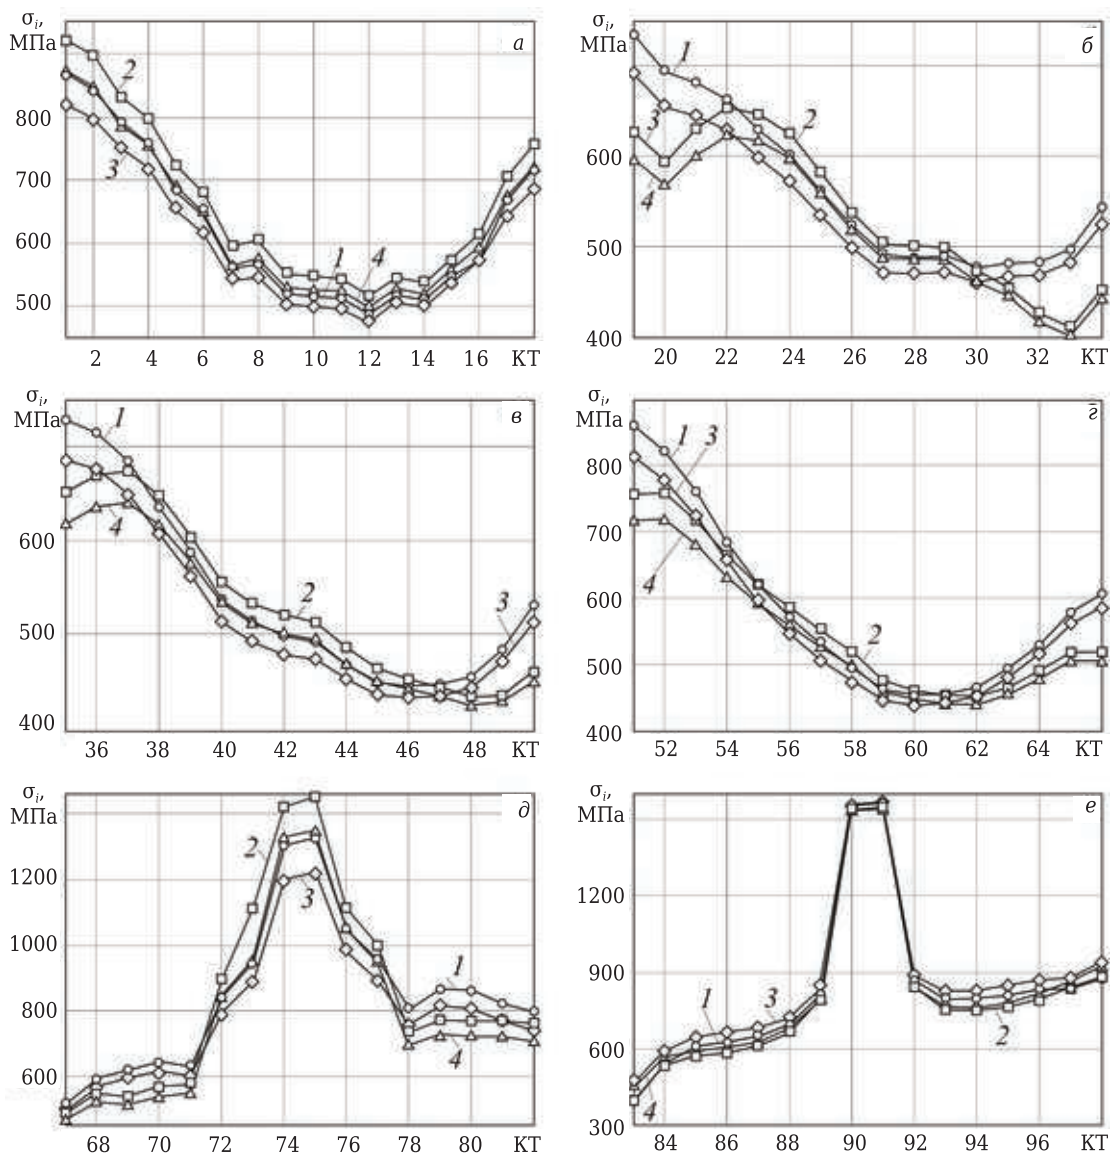 σi,
МПа
а
2
800
700
3
600
1
4
500
2 4 6 8 10 12 14 16 КТ
σi,
МПа
б
1
3
2
600
4
500
400
20 22 24 26 28 30 32 КТ
σi,
МПа
в
1
4
600
2
3
500
400
36 38 40 42 44 46 48 КТ
σi,
МПа
г
1 3
800
700
4
600
2
500
400
52 54 56 58 60 62 64 КТ
σi,
МПа
д
2
1200
3
1000
1
800
4
600
68 70 72 74 76 78 80 КТ
σi,
МПа
е
1200
900
1 3
2
600
4
300
84 86 88 90 92 94 96 КТ